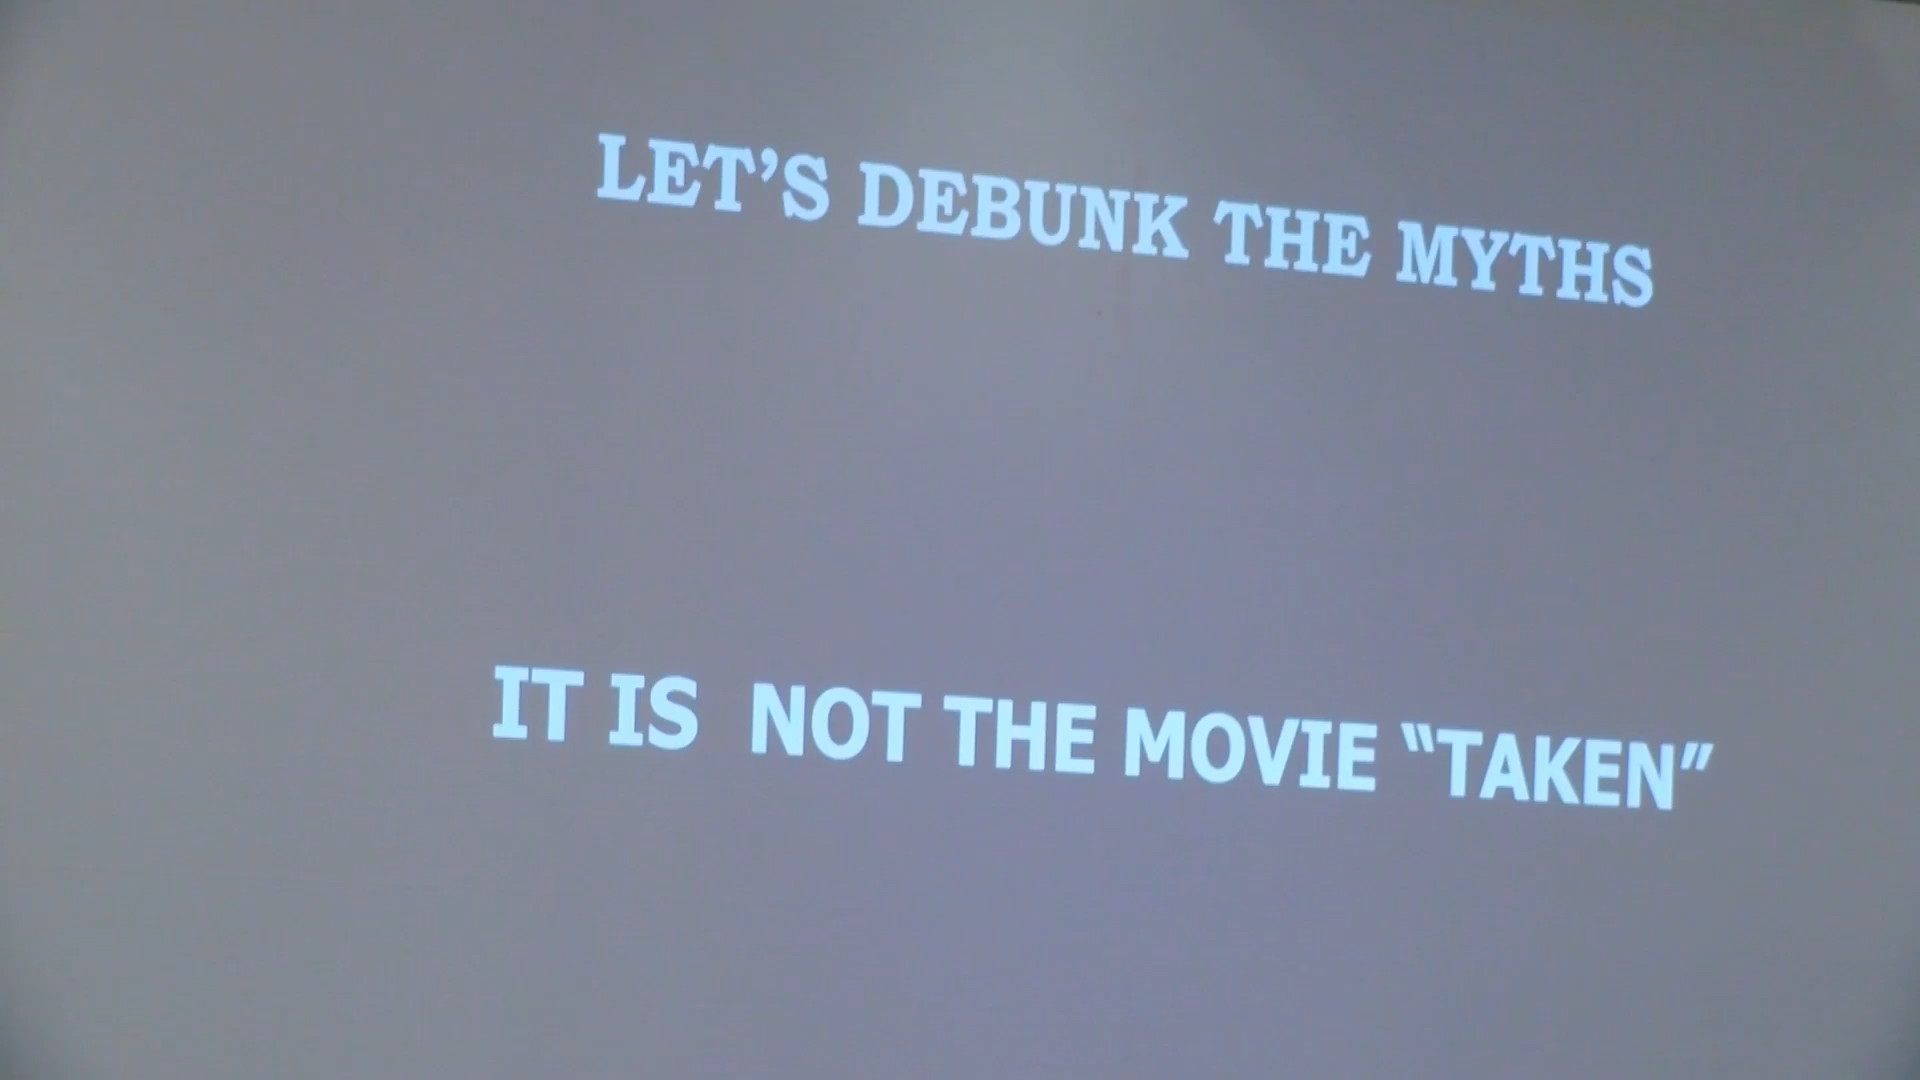 LET’S DEBUNK THE MYTHS
IT IS  NOT THE MOVIE “TAKEN”